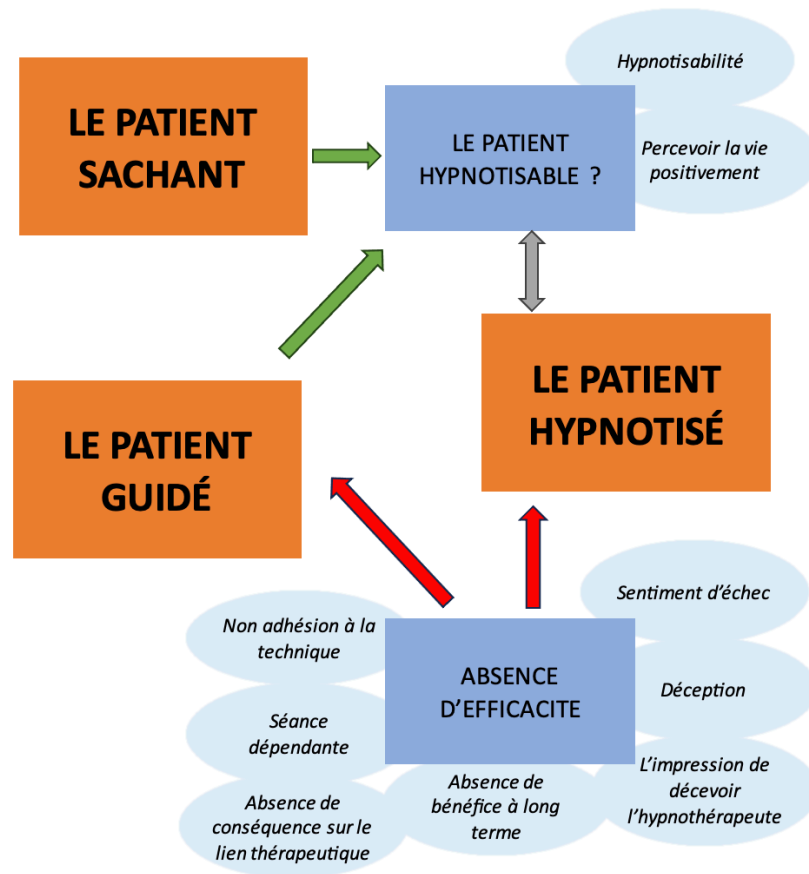 LE PATIENT
SACHANT
LE PATIENT
HYPNOTISABLE ?
Hypnotisabilité
Percevoir la vie
positivement
LE PATIENT
GUIDÉ
LE PATIENT
HYPNOTISÉ
ABSENCE
D'EFFICACITE
Non adhésion à la
technique
Séance
dépendante
Absence de
conséquence sur le
lien thérapeutique
Absence de
bénéfice à long
terme
Sentiment d'échec
Déception
L'impression de
décevoir
l'hypnothérapeute